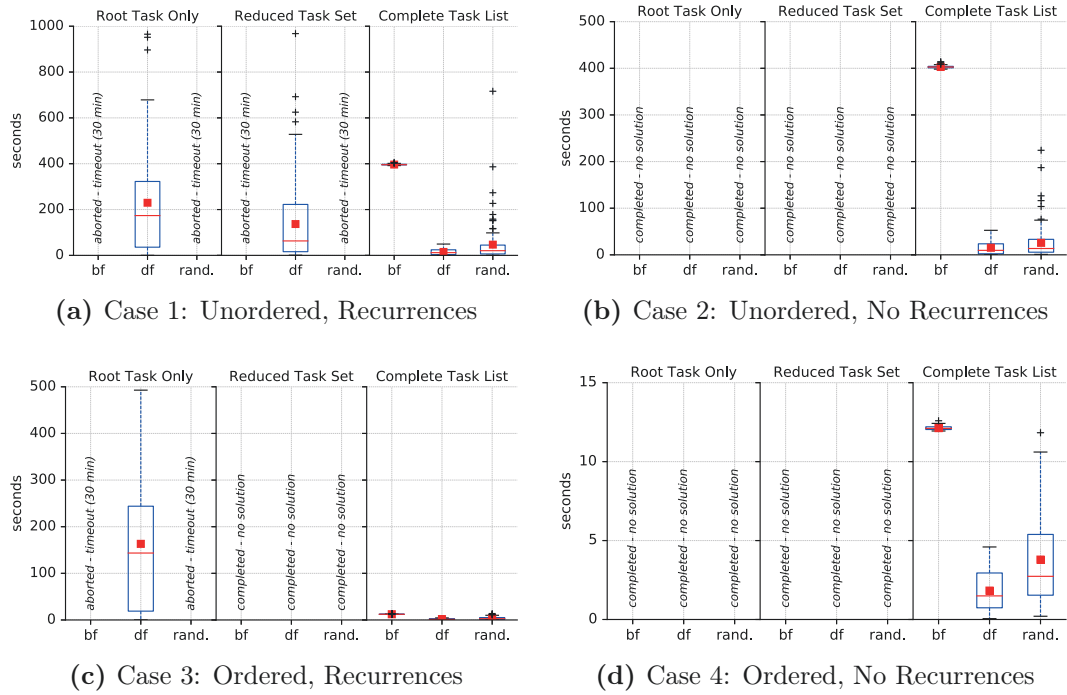 Root Task Only Reduced Task Set Complete Task List
1000
800
600
400
200
0
seconds
aborted - timeout (30 min)
aborted - timeout (30 min)
aborted - timeout (30 min)
aborted - timeout (30 min)
bf df rand. bf df rand. bf df rand.
(a) Case 1: Unordered, Recurrences
Root Task Only Reduced Task Set Complete Task List
500
400
300
200
100
0
seconds
completed - no solution
completed - no solution
completed - no solution
completed - no solution
completed - no solution
completed - no solution
bf df rand. bf df rand. bf df rand.
(b) Case 2: Unordered, No Recurrences
Root Task Only Reduced Task Set Complete Task List
500
400
300
200
100
0
seconds
aborted - timeout (30 min)
aborted - timeout (30 min)
completed - no solution
completed - no solution
completed - no solution
bf df rand. bf df rand. bf df rand.
(c) Case 3: Ordered, Recurrences
Root Task Only Reduced Task Set Complete Task List
15
10
5
0
seconds
completed - no solution
completed - no solution
completed - no solution
completed - no solution
completed - no solution
completed - no solution
bf df rand. bf df rand. bf df rand.
(d) Case 4: Ordered, No Recurrences